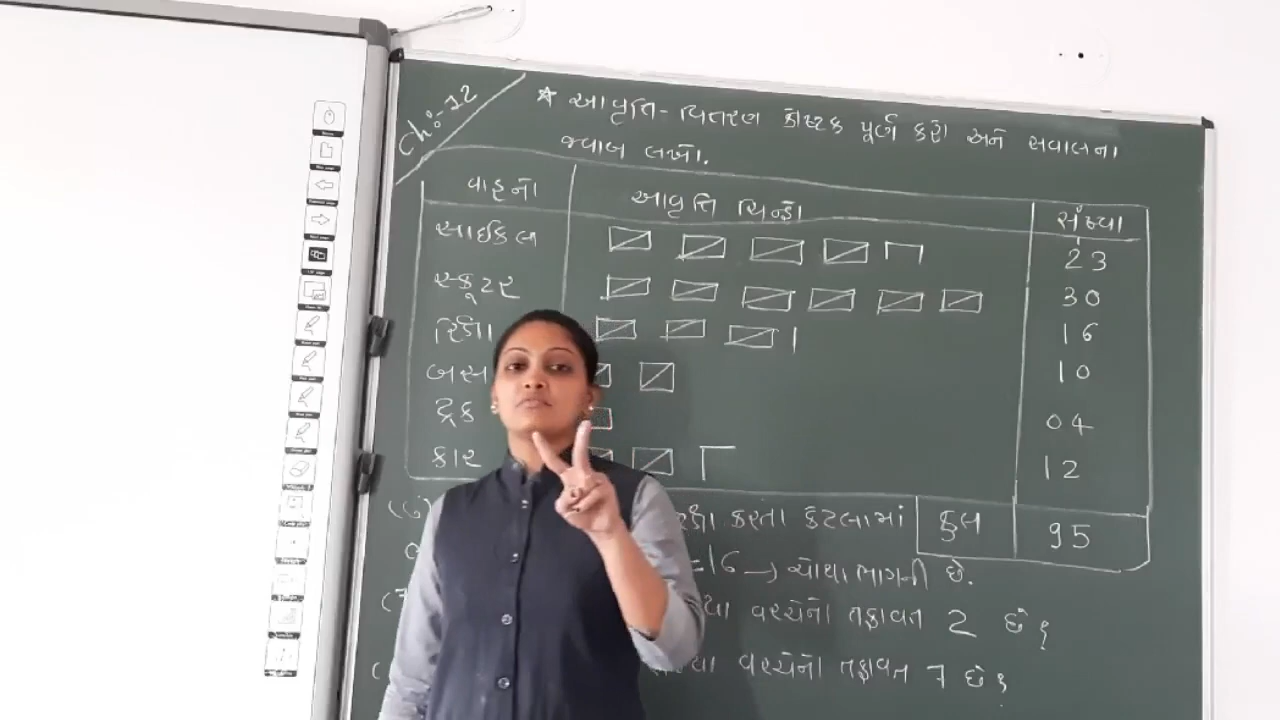 Ch:-12
* આવૃત્તિ-વિતરણ કોષ્ટક પૂર્ણ કરો અને સવાલના
જવાબ લખો.
વાહનો આવૃત્તિ ચિન્હો સંખ્યા
સાઈકલ 23
સ્કૂટર 30
રિક્ષા 16
બસ 10
ટ્રક 04
કાર 12
કરતા કેટલામાં કુલ 95
=16 → ચોથા ભાગની છે.
વચ્ચેનો તફાવત 2 છે?
વચ્ચેનો તફાવત 7 છે?